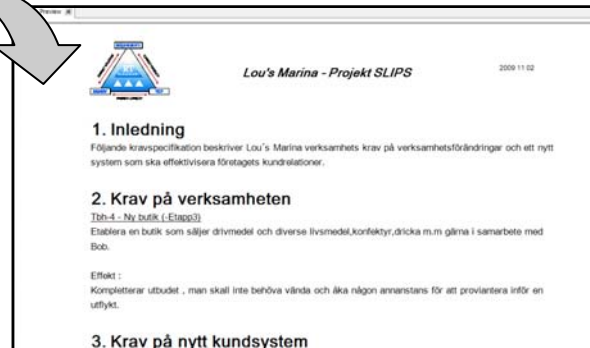 Preview
Lou's Marina - Projekt SLIPS
2009 11 02
1. Inledning
Följande kravspecifikation beskriver Lou´s Marina verksamhets krav på verksamhetsförändringar och ett nytt
system som ska effektivisera företagets kundrelationer.
2. Krav på verksamheten
Tbh-4 - Ny butik (-Etapp3)
Etablera en butik som säljer drivmedel och diverse livsmedel,konfektyr,dricka m.m gärna i samarbete med
Bob.
Effekt :
Kompletterar utbudet , man skall inte behöva vända och åka någon annanstans för att proviantera inför en
utflykt.
3. Krav på nytt kundsystem